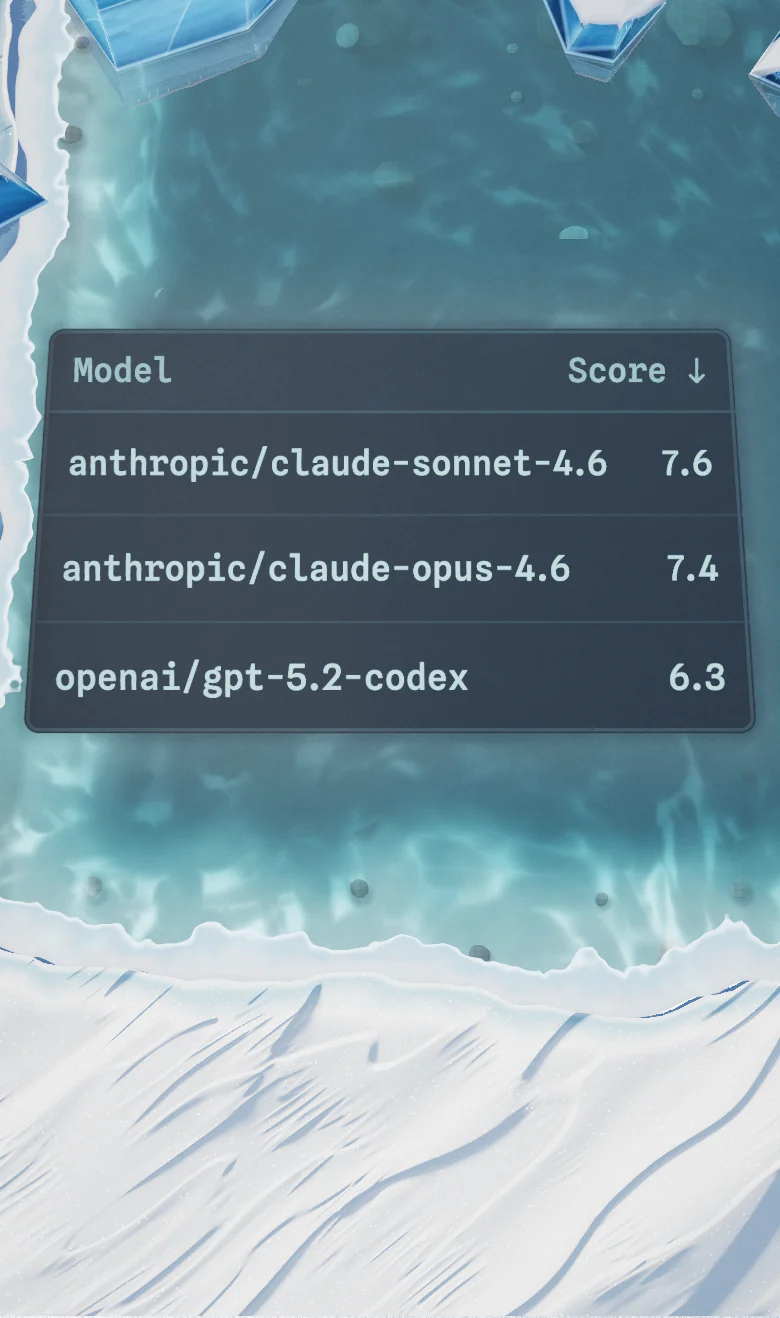 Model Score ↓
anthropic/claude-sonnet-4.6 7.6
anthropic/claude-opus-4.6 7.4
openai/gpt-5.2-codex 6.3